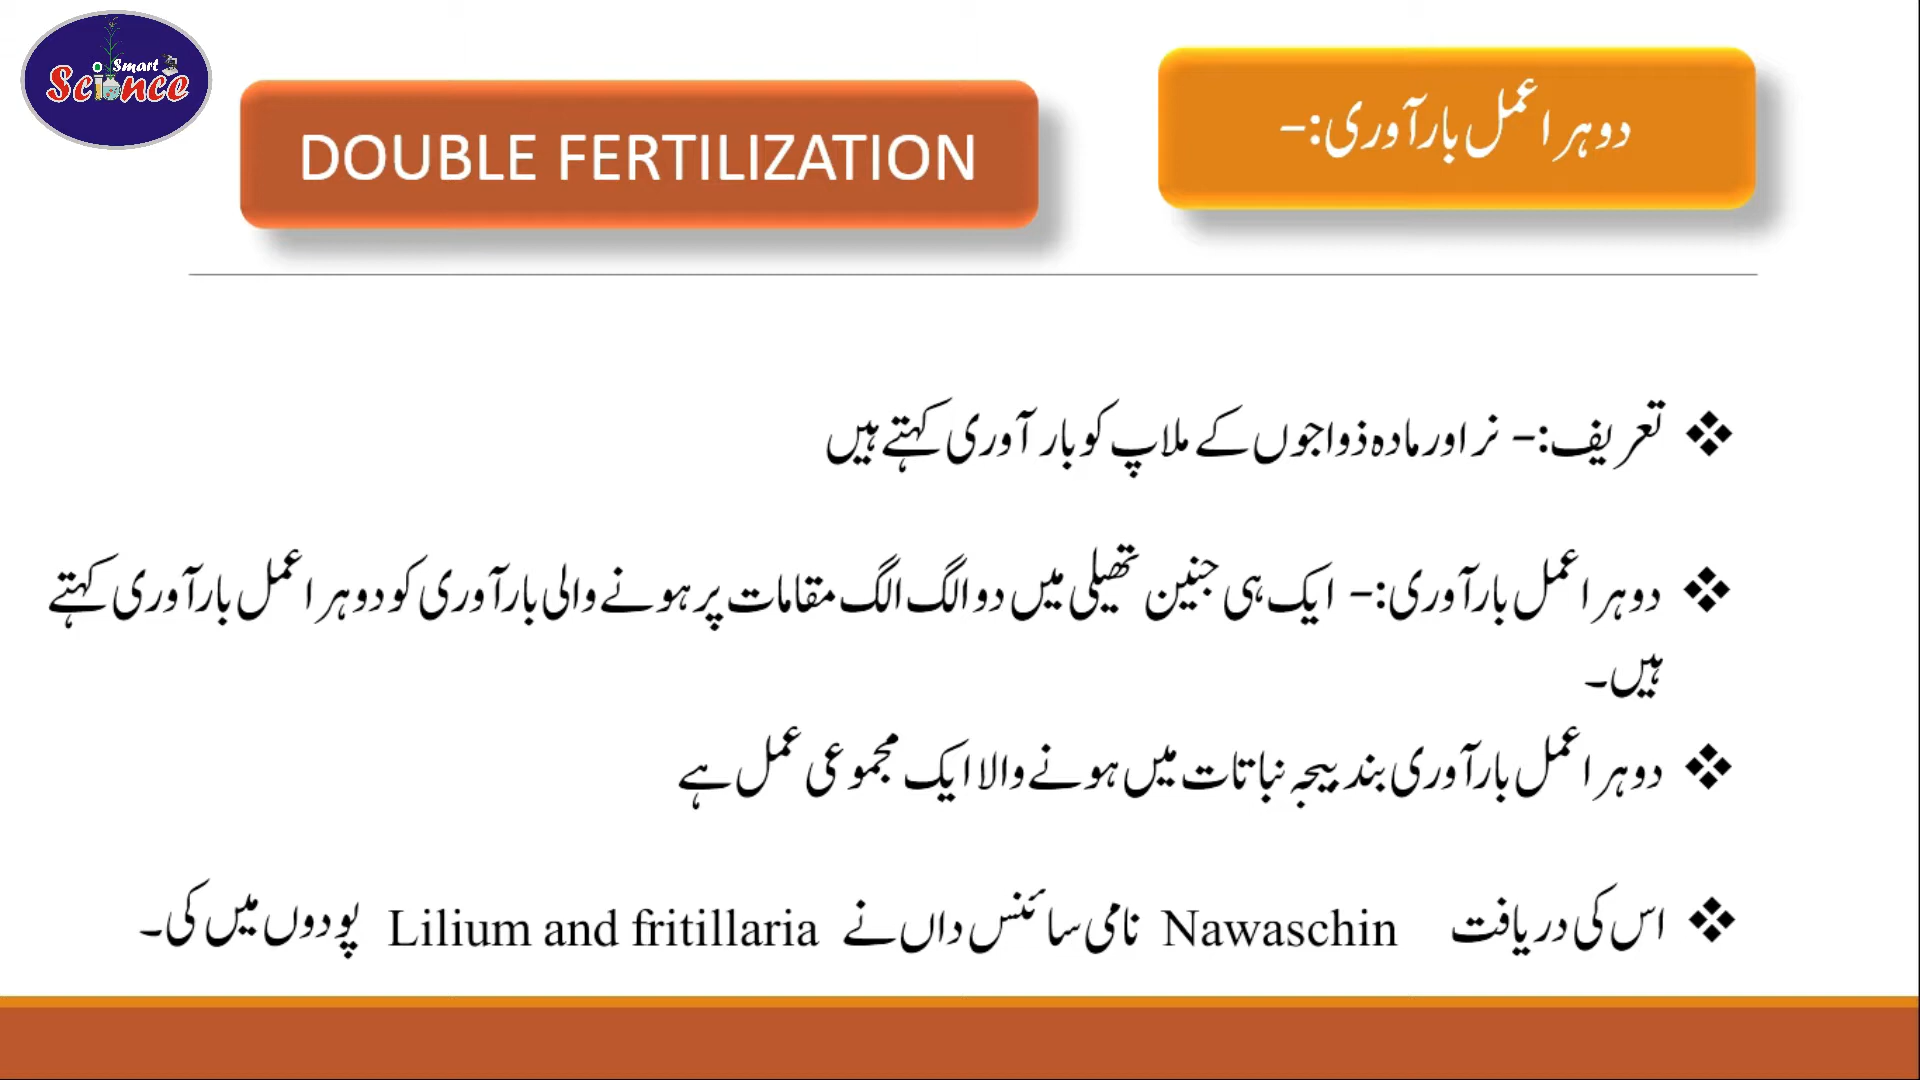 Smart
Science
DOUBLE FERTILIZATION
دوہرا عمل بارآوری:-
تعریف:- نر اور مادہ ذواجوں کے ملاپ کو بار آوری کہتے ہیں
دوہرا عمل بارآوری:- ایک ہی جنین تھیلی میں دو الگ الگ مقامات پر ہونے والی بارآوری کو دوہرا عمل بارآوری کہتے
ہیں۔
دوہرا عمل بارآوری بند بیجہ نباتات میں ہونے والا ایک مجموعی عمل ہے
اس کی دریافت Nawaschin نامی سائنس داں نے Lilium and fritillaria پودوں میں کی۔